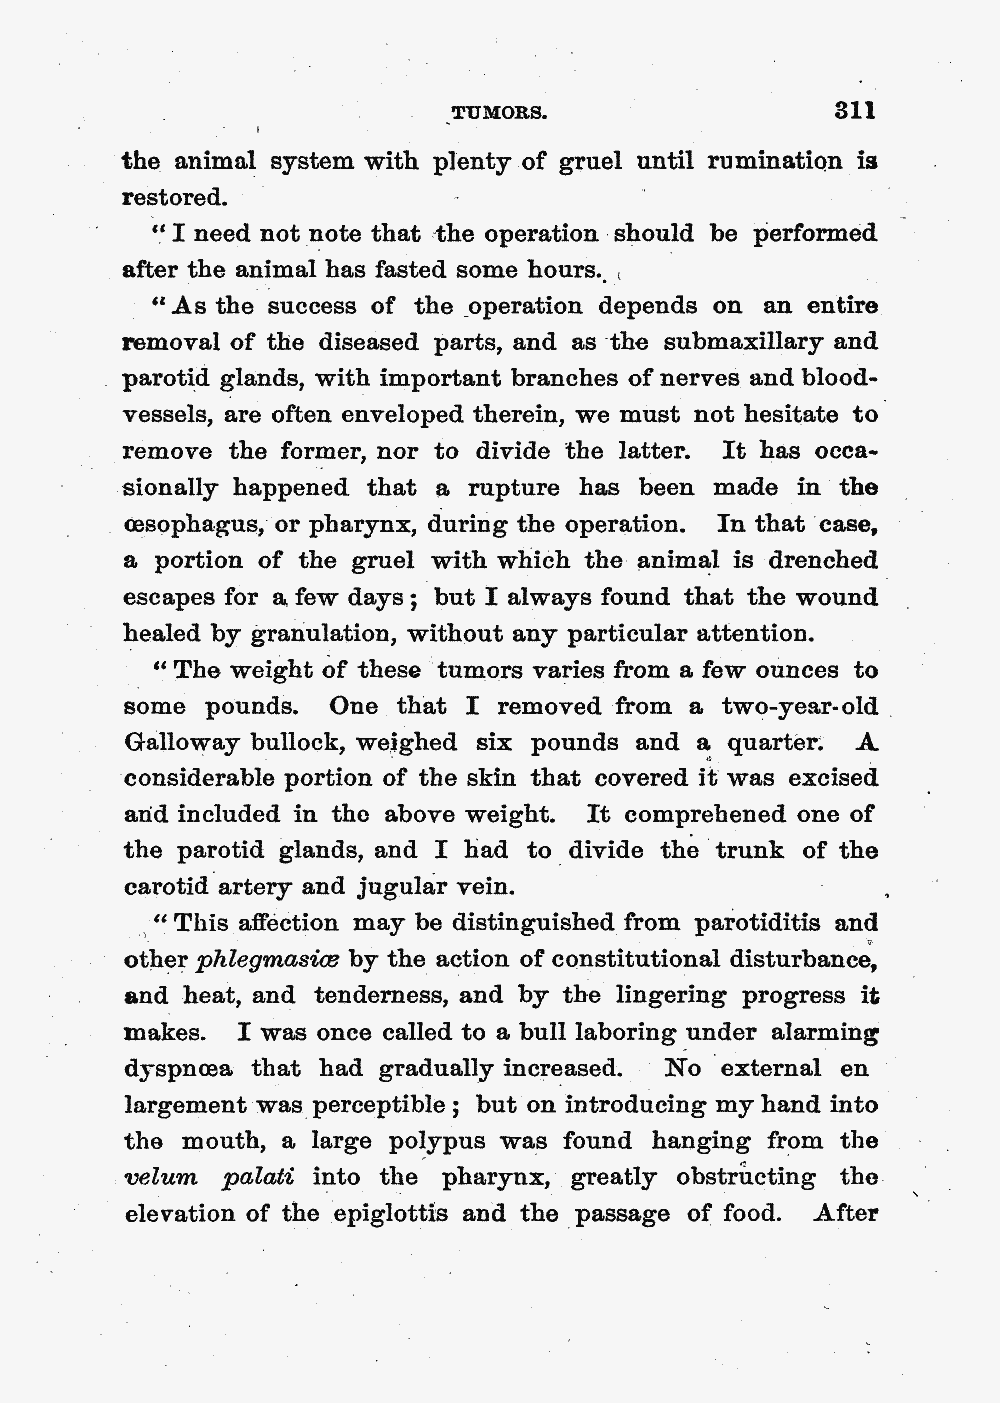 TUMORS. 311
the animal system with plenty of gruel until rumination is
restored.
“I need not note that the operation should be performed
after the animal has fasted some hours.
“As the success of the operation depends on an entire
removal of the diseased parts, and as the submaxillary and
parotid glands, with important branches of nerves and blood-
vessels, are often enveloped therein, we must not hesitate to
remove the former, nor to divide the latter. It has occa-
sionally happened that a rupture has been made in the
œsophagus, or pharynx, during the operation. In that case,
a portion of the gruel with which the animal is drenched
escapes for a few days; but I always found that the wound
healed by granulation, without any particular attention.
“The weight of these tumors varies from a few ounces to
some pounds. One that I removed from a two-year-old
Galloway bullock, weighed six pounds and a quarter. A
considerable portion of the skin that covered it was excised
and included in the above weight. It comprehened one of
the parotid glands, and I had to divide the trunk of the
carotid artery and jugular vein.
“This affection may be distinguished from parotiditis and
other phlegmasiœ by the action of constitutional disturbance,
and heat, and tenderness, and by the lingering progress it
makes. I was once called to a bull laboring under alarming
dyspnœa that had gradually increased. No external en
largement was perceptible; but on introducing my hand into
the mouth, a large polypus was found hanging from the
velum palati into the pharynx, greatly obstructing the
elevation of the epiglottis and the passage of food. After